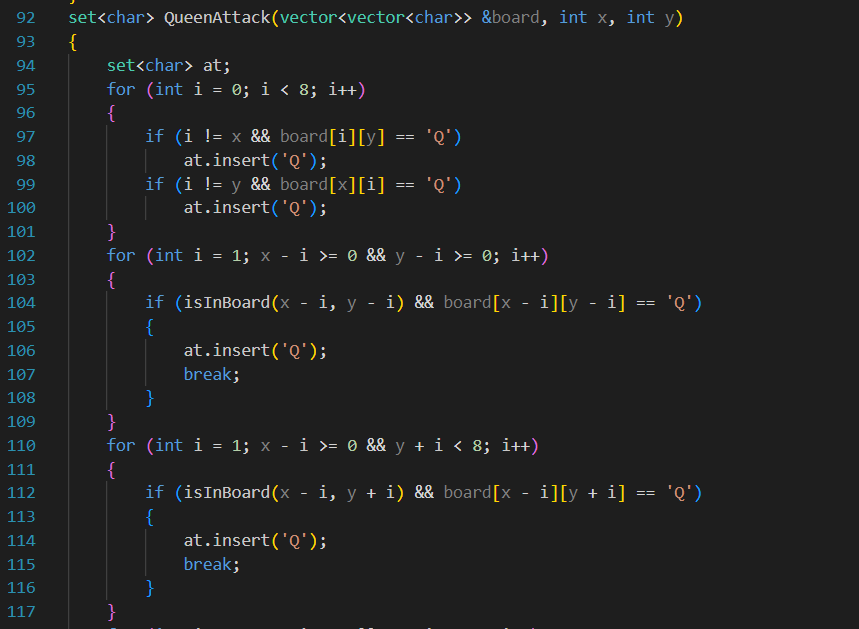 92 set<char> QueenAttack(vector<vector<char>> &board, int x, int y)
93 {
94     set<char> at;
95     for (int i = 0; i < 8; i++)
96     {
97         if (i != x && board[i][y] == 'Q')
98             at.insert('Q');
99         if (i != y && board[x][i] == 'Q')
100             at.insert('Q');
101     }
102     for (int i = 1; x - i >= 0 && y - i >= 0; i++)
103     {
104         if (isInBoard(x - i, y - i) && board[x - i][y - i] == 'Q')
105         {
106             at.insert('Q');
107             break;
108         }
109     }
110     for (int i = 1; x - i >= 0 && y + i < 8; i++)
111     {
112         if (isInBoard(x - i, y + i) && board[x - i][y + i] == 'Q')
113         {
114             at.insert('Q');
115             break;
116         }
117     }